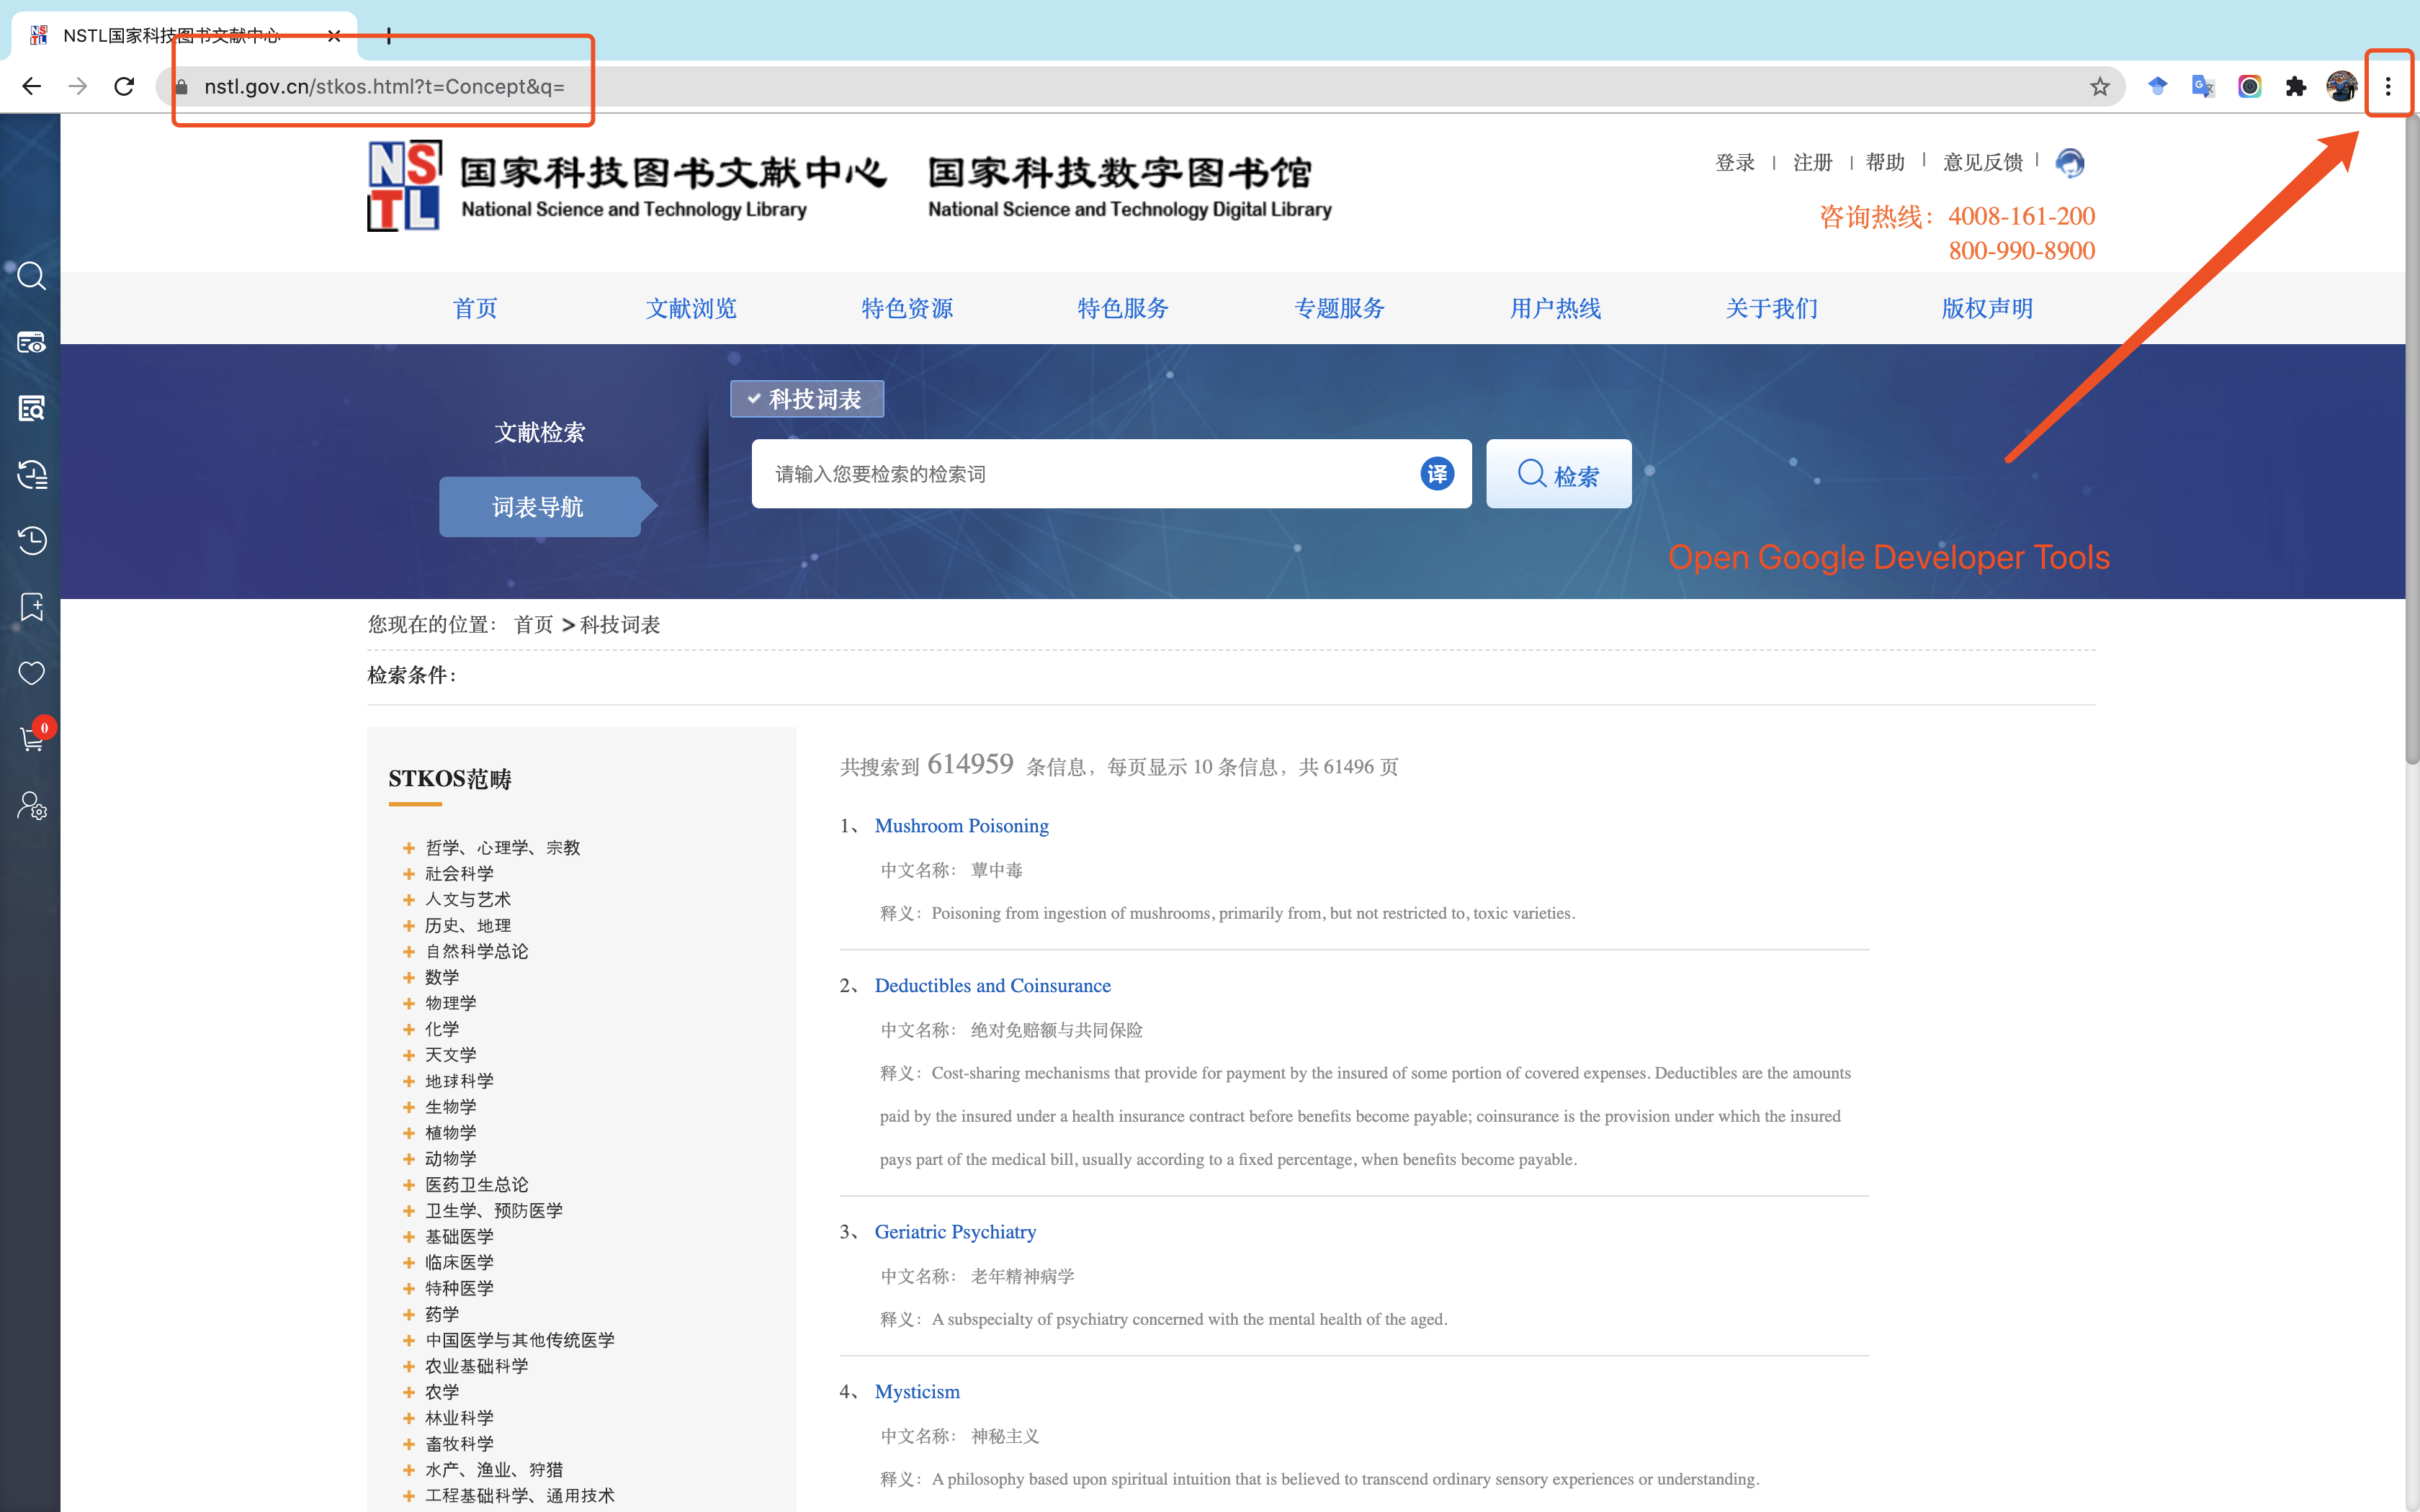 NSTL国家科技图书文献中心
nstl.gov.cn/stkos.html?t=Concept&q=
NSTL
国家科技图书文献中心 国家科技数字图书馆
National Science and Technology Library National Science and Technology Digital Library
登录 | 注册 | 帮助 | 意见反馈 |
咨询热线：4008-161-200
800-990-8900
首页 文献浏览 特色资源 特色服务 专题服务 用户热线 关于我们 版权声明
科技词表
文献检索
请输入您要检索的检索词 译 检索
词表导航
Open Google Developer Tools
您现在的位置： 首页 > 科技词表
检索条件：
0
STKOS范畴
哲学、心理学、宗教
社会科学
人文与艺术
历史、地理
自然科学总论
数学
物理学
化学
天文学
地球科学
生物学
植物学
动物学
医药卫生总论
卫生学、预防医学
基础医学
临床医学
特种医学
药学
中国医学与其他传统医学
农业基础科学
农学
林业科学
畜牧科学
水产、渔业、狩猎
工程基础科学、通用技术
共搜索到 614959 条信息，每页显示 10 条信息，共 61496 页
1、 Mushroom Poisoning
中文名称： 蕈中毒
释义：Poisoning from ingestion of mushrooms, primarily from, but not restricted to, toxic varieties.
2、 Deductibles and Coinsurance
中文名称： 绝对免赔额与共同保险
释义：Cost-sharing mechanisms that provide for payment by the insured of some portion of covered expenses. Deductibles are the amounts
paid by the insured under a health insurance contract before benefits become payable; coinsurance is the provision under which the insured
pays part of the medical bill, usually according to a fixed percentage, when benefits become payable.
3、 Geriatric Psychiatry
中文名称： 老年精神病学
释义：A subspecialty of psychiatry concerned with the mental health of the aged.
4、 Mysticism
中文名称： 神秘主义
释义：A philosophy based upon spiritual intuition that is believed to transcend ordinary sensory experiences or understanding.